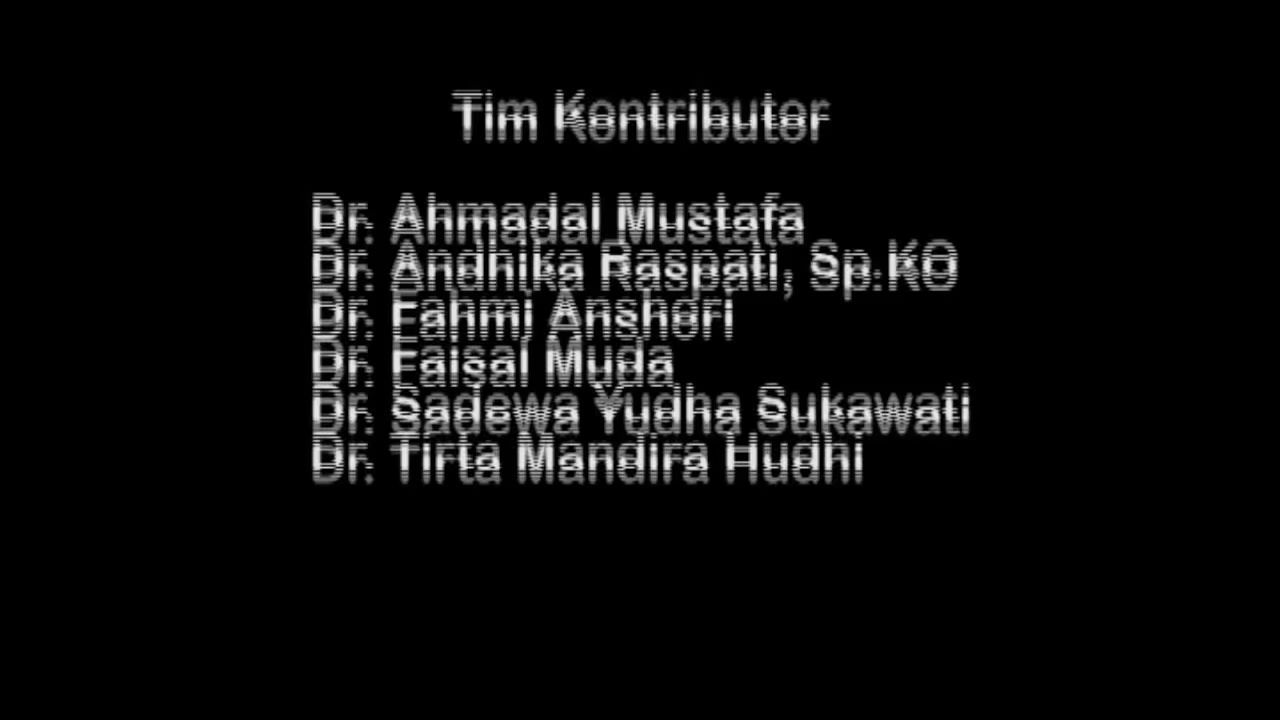 Tim Kontributor
Dr. Ahmadal Mustafa
Dr. Andhika Raspati, Sp.KO
Dr. Fahmi Anshori
Dr. Faisal Muda
Dr. Sadewa Yudha Sukawati
Dr. Tirta Mandira Hudhi